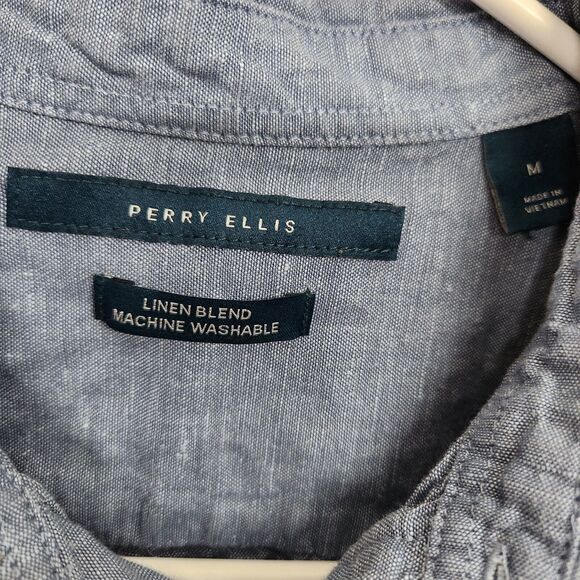 PERRY ELLIS
LINEN BLEND
MACHINE WASHABLE
M
MADE IN
VIETNAM